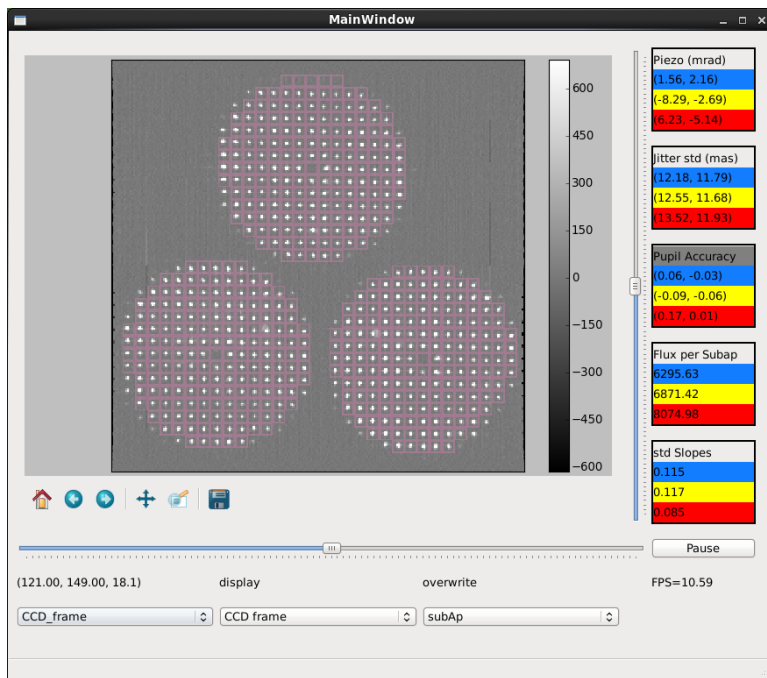 MainWindow
Piezo (mrad)
(1.56, 2.16)
(-8.29, -2.69)
(6.23, -5.14)
Jitter std (mas)
(12.18, 11.79)
(12.55, 11.68)
(13.52, 11.93)
Pupil Accuracy
(0.06, -0.03)
(-0.09, -0.06)
(0.17, 0.01)
Flux per Subap
6295.63
6871.42
8074.98
std Slopes
0.115
0.117
0.085
600
450
300
150
0
−150
−300
−450
−600
Pause
(121.00, 149.00, 18.1) display overwrite FPS=10.59
CCD_frame CCD frame subAp